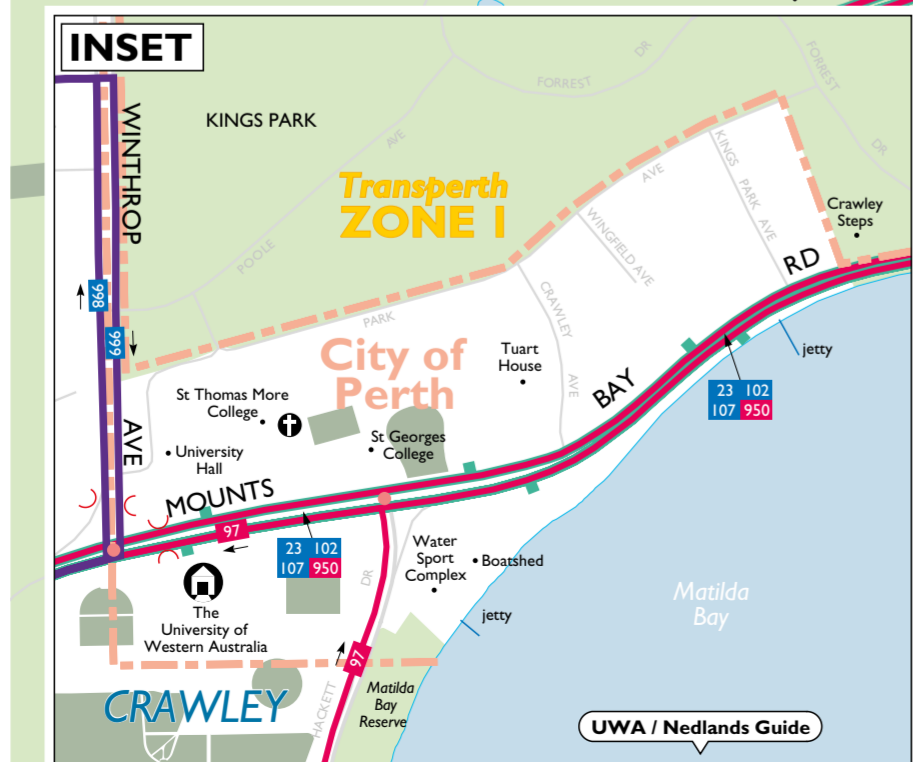 INSET
KINGS PARK
FORREST
DR
FORREST
DR
WINTHROP
AVE
Transperth
ZONE 1
AVE
POOLE
PARK
AVE
WINGFIELD AVE
KINGS PARK AVE
Crawley
Steps
998
999
City of
Perth
CRAWLEY
AVE
Tuart
House
St Thomas More
College
St Georges
College
University
Hall
MOUNTS
BAY
RD
jetty
23 102
107 950
97
23 102
107 950
Water
Sport
Complex
Boatshed
jetty
Matilda
Bay
The
University of
Western Australia
97
HACKETT
DR
Matilda
Bay
Reserve
CRAWLEY
UWA / Nedlands Guide